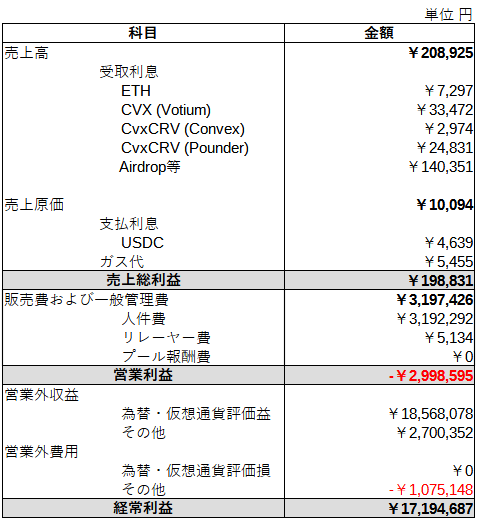 単位 円
科目 金額
売上高 ￥208,925
受取利息
ETH ￥7,297
CVX (Votium) ￥33,472
CvxCRV (Convex) ￥2,974
CvxCRV (Pounder) ￥24,831
Airdrop等 ￥140,351
売上原価 ￥10,094
支払利息
USDC ￥4,639
ガス代 ￥5,455
売上総利益 ￥198,831
販売費および一般管理費 ￥3,197,426
人件費 ￥3,192,292
リレーヤー費 ￥5,134
プール報酬費 ￥0
営業利益 -￥2,998,595
営業外収益
為替・仮想通貨評価益 ￥18,568,078
その他 ￥2,700,352
営業外費用
為替・仮想通貨評価損 ￥0
その他 -￥1,075,148
経常利益 ￥17,194,687